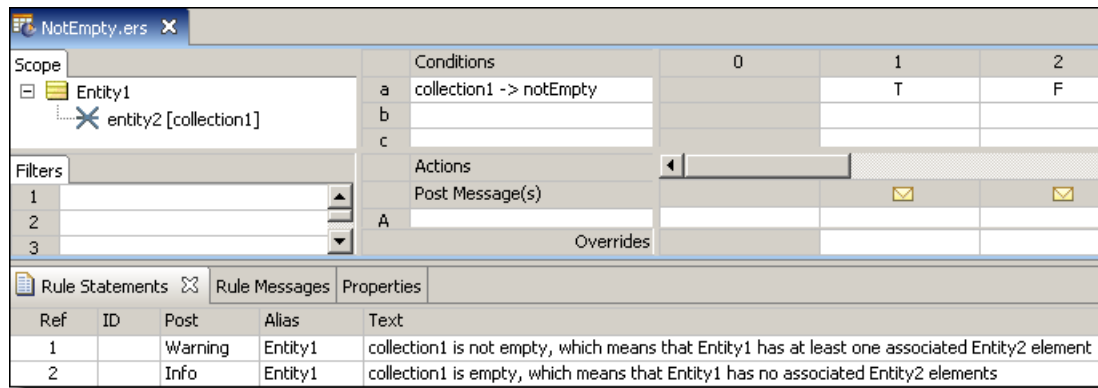 NotEmpty.ers
Scope
Conditions 0 1 2
Entity1
a collection1 -> notEmpty T F
entity2 [collection1]
b
c
Filters
Actions
1
Post Message(s)
2
A
3
Overrides
Rule Statements Rule Messages Properties
Ref ID Post Alias Text
1 Warning Entity1 collection1 is not empty, which means that Entity1 has at least one associated Entity2 element
2 Info Entity1 collection1 is empty, which means that Entity1 has no associated Entity2 elements